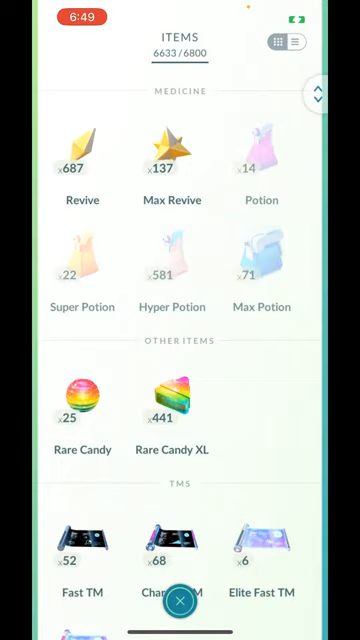 6:49
ITEMS
6633 / 6800
MEDICINE
x687
x137
x14
Revive
Max Revive
Potion
x22
x581
x71
Super Potion
Hyper Potion
Max Potion
OTHER ITEMS
x25
x441
Rare Candy
Rare Candy XL
TMS
x52
x68
x6
Fast TM
Elite Fast TM